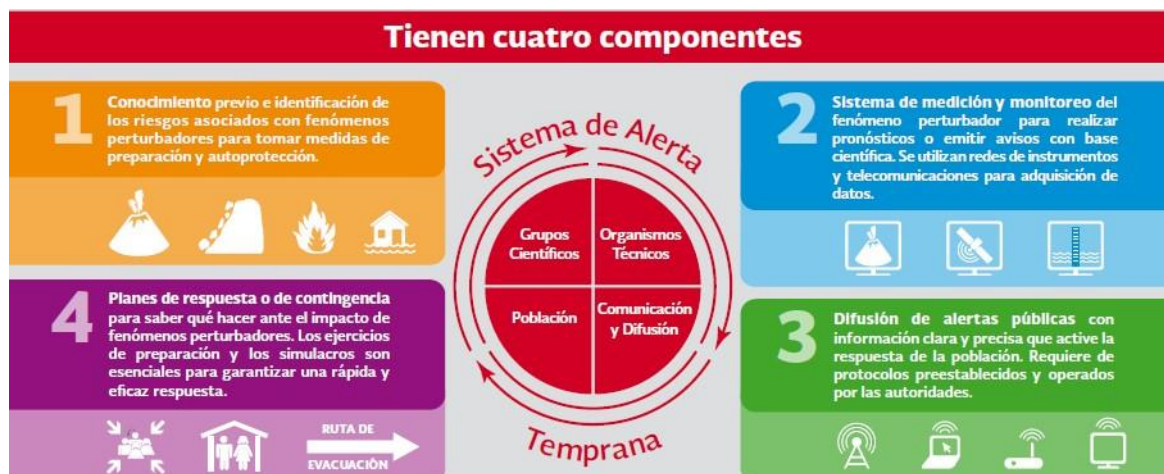 Tienen cuatro componentes
1
Conocimiento previo e identificación de
los riesgos asociados con fenómenos
perturbadores para tomar medidas de
preparación y autoprotección.
2
Sistema de medición y monitoreo del
fenómeno perturbador para realizar
pronósticos o emitir avisos con base
científica. Se utilizan redes de instrumentos
y telecomunicaciones para adquisición de
datos.
Sistema de Alerta
Grupos
Científicos
Organismos
Técnicos
Población
Comunicación
y Difusión
Temprana
4
Planes de respuesta o de contingencia
para saber qué hacer ante el impacto de
fenómenos perturbadores. Los ejercicios
de preparación y los simulacros son
esenciales para garantizar una rápida y
eficaz respuesta.
RUTA DE
EVACUACIÓN
3
Difusión de alertas públicas con
información clara y precisa que active la
respuesta de la población. Requiere de
protocolos preestablecidos y operados
por las autoridades.